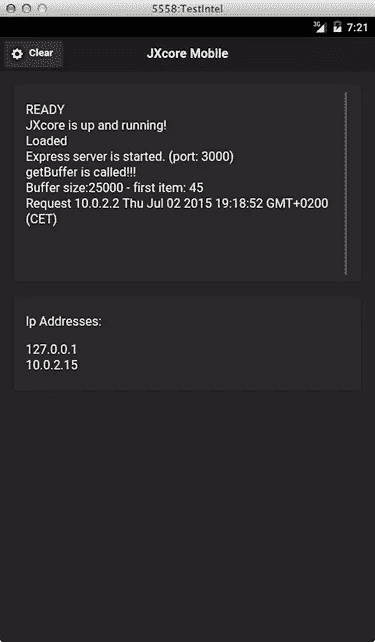 5558:TestIntel
3G 7:21
Clear
JXcore Mobile
READY
JXcore is up and running!
Loaded
Express server is started. (port: 3000)
getBuffer is called!!!
Buffer size:25000 - first item: 45
Request 10.0.2.2 Thu Jul 02 2015 19:18:52 GMT+0200
(CET)
Ip Addresses:
127.0.0.1
10.0.2.15